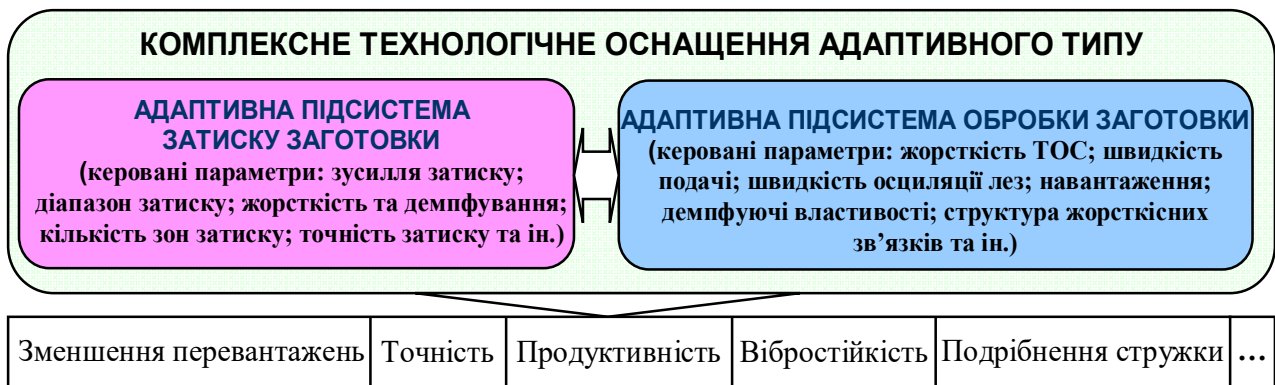 КОМПЛЕКСНЕ ТЕХНОЛОГІЧНЕ ОСНАЩЕННЯ АДАПТИВНОГО ТИПУ
АДАПТИВНА ПІДСИСТЕМА
ЗАТИСКУ ЗАГОТОВКИ
(керовані параметри: зусилля затиску;
діапазон затиску; жорсткість та демпфування;
кількість зон затиску; точність затиску та ін.)
АДАПТИВНА ПІДСИСТЕМА ОБРОБКИ ЗАГОТОВКИ
(керовані параметри: жорсткість ТОС; швидкість
подачі; швидкість осциляції лез; навантаження;
демпфуючі властивості; структура жорсткісних
зв’язків та ін.)
Зменшення перевантажень Точність Продуктивність Вібростійкість Подрібнення стружки ...